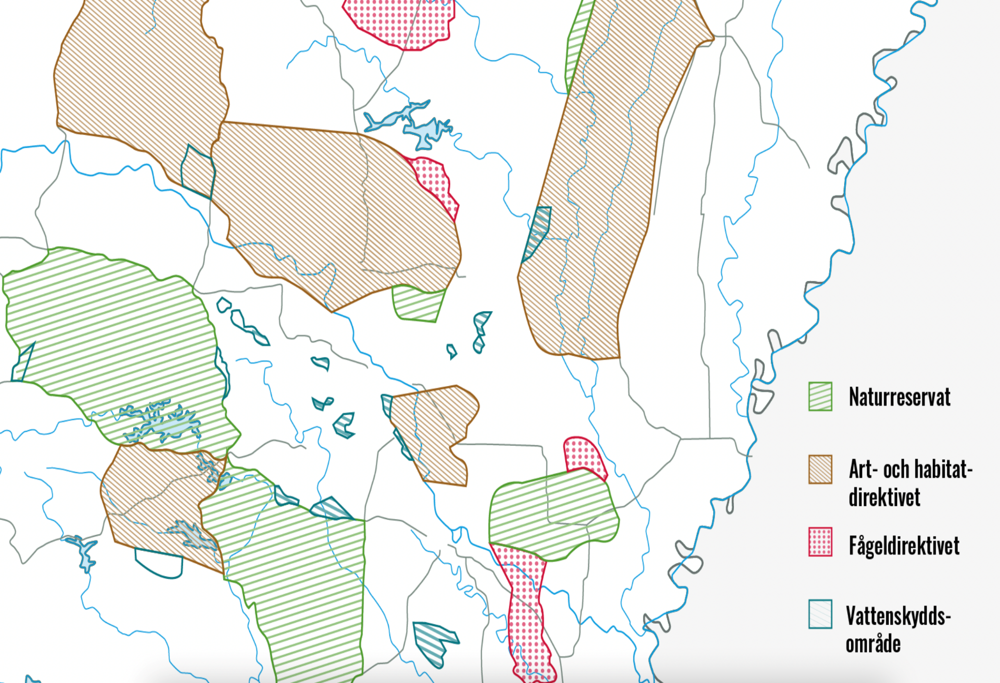 Naturreservat
Art- och habitat-
direktivet
Fågeldirektivet
Vattenskydds-
område